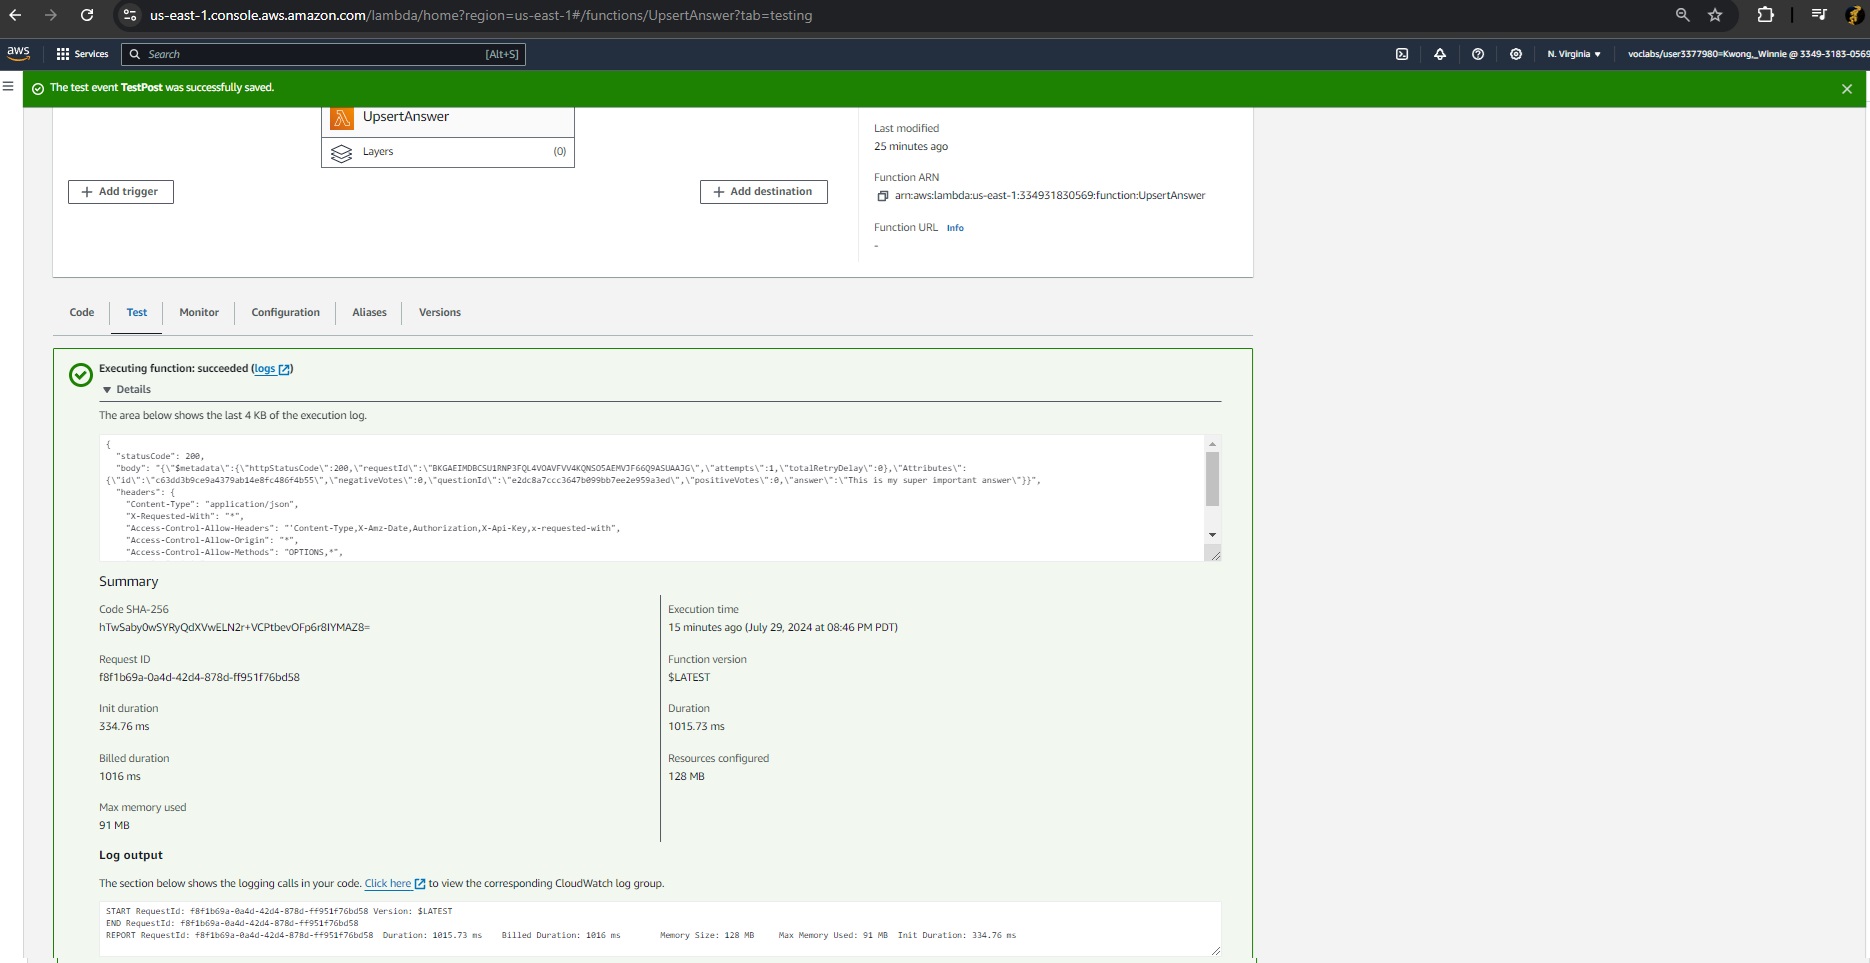 us-east-1.console.aws.amazon.com/lambda/home?region=us-east-1#/functions/UpsertAnswer?tab=testing
aws
Services
Search
[Alt+S]
N. Virginia
voclabs/user3377980=Kwong,_Winnie @ 3349-3183-0569
The test event TestPost was successfully saved.
UpsertAnswer
Layers
(0)
Add trigger
Add destination
Last modified
25 minutes ago
Function ARN
arn:aws:lambda:us-east-1:334931830569:function:UpsertAnswer
Function URL Info
-
Code
Test
Monitor
Configuration
Aliases
Versions
Executing function: succeeded (logs)
Details
The area below shows the last 4 KB of the execution log.
{
"statusCode": 200,
"body": "{\"$metadata\":{\"httpStatusCode\":200,\"requestId\":\"BKGAEIMDBCSU1RNP3FQL4VOAVFVV4KQNSO5AEMVJF66Q9ASUAAJG\",\"attempts\":1,\"totalRetryDelay\":0},\"Attributes\":
{\"id\":\"c63dd3b9ce9a4379ab14e8fc486f4b55\",\"negativeVotes\":0,\"questionId\":\"e2dc8a7ccc3647b099bb7ee2e959a3ed\",\"positiveVotes\":0,\"answer\":\"This is my super important answer\"}}",
"headers": {
"Content-Type": "application/json",
"X-Requested-With": "*",
"Access-Control-Allow-Headers": "'Content-Type,X-Amz-Date,Authorization,X-Api-Key,x-requested-with",
"Access-Control-Allow-Origin": "*",
"Access-Control-Allow-Methods": "OPTIONS,*",
Summary
Code SHA-256
hTwSaby0wSYRyQdXVwELN2r+VCPtbevOFp6r8IYMAZ8=
Execution time
15 minutes ago (July 29, 2024 at 08:46 PM PDT)
Request ID
f8f1b69a-0a4d-42d4-878d-ff951f76bd58
Function version
$LATEST
Init duration
334.76 ms
Duration
1015.73 ms
Billed duration
1016 ms
Resources configured
128 MB
Max memory used
91 MB
Log output
The section below shows the logging calls in your code. Click here to view the corresponding CloudWatch log group.
START RequestId: f8f1b69a-0a4d-42d4-878d-ff951f76bd58 Version: $LATEST
END RequestId: f8f1b69a-0a4d-42d4-878d-ff951f76bd58
REPORT RequestId: f8f1b69a-0a4d-42d4-878d-ff951f76bd58 Duration: 1015.73 ms Billed Duration: 1016 ms Memory Size: 128 MB Max Memory Used: 91 MB Init Duration: 334.76 ms